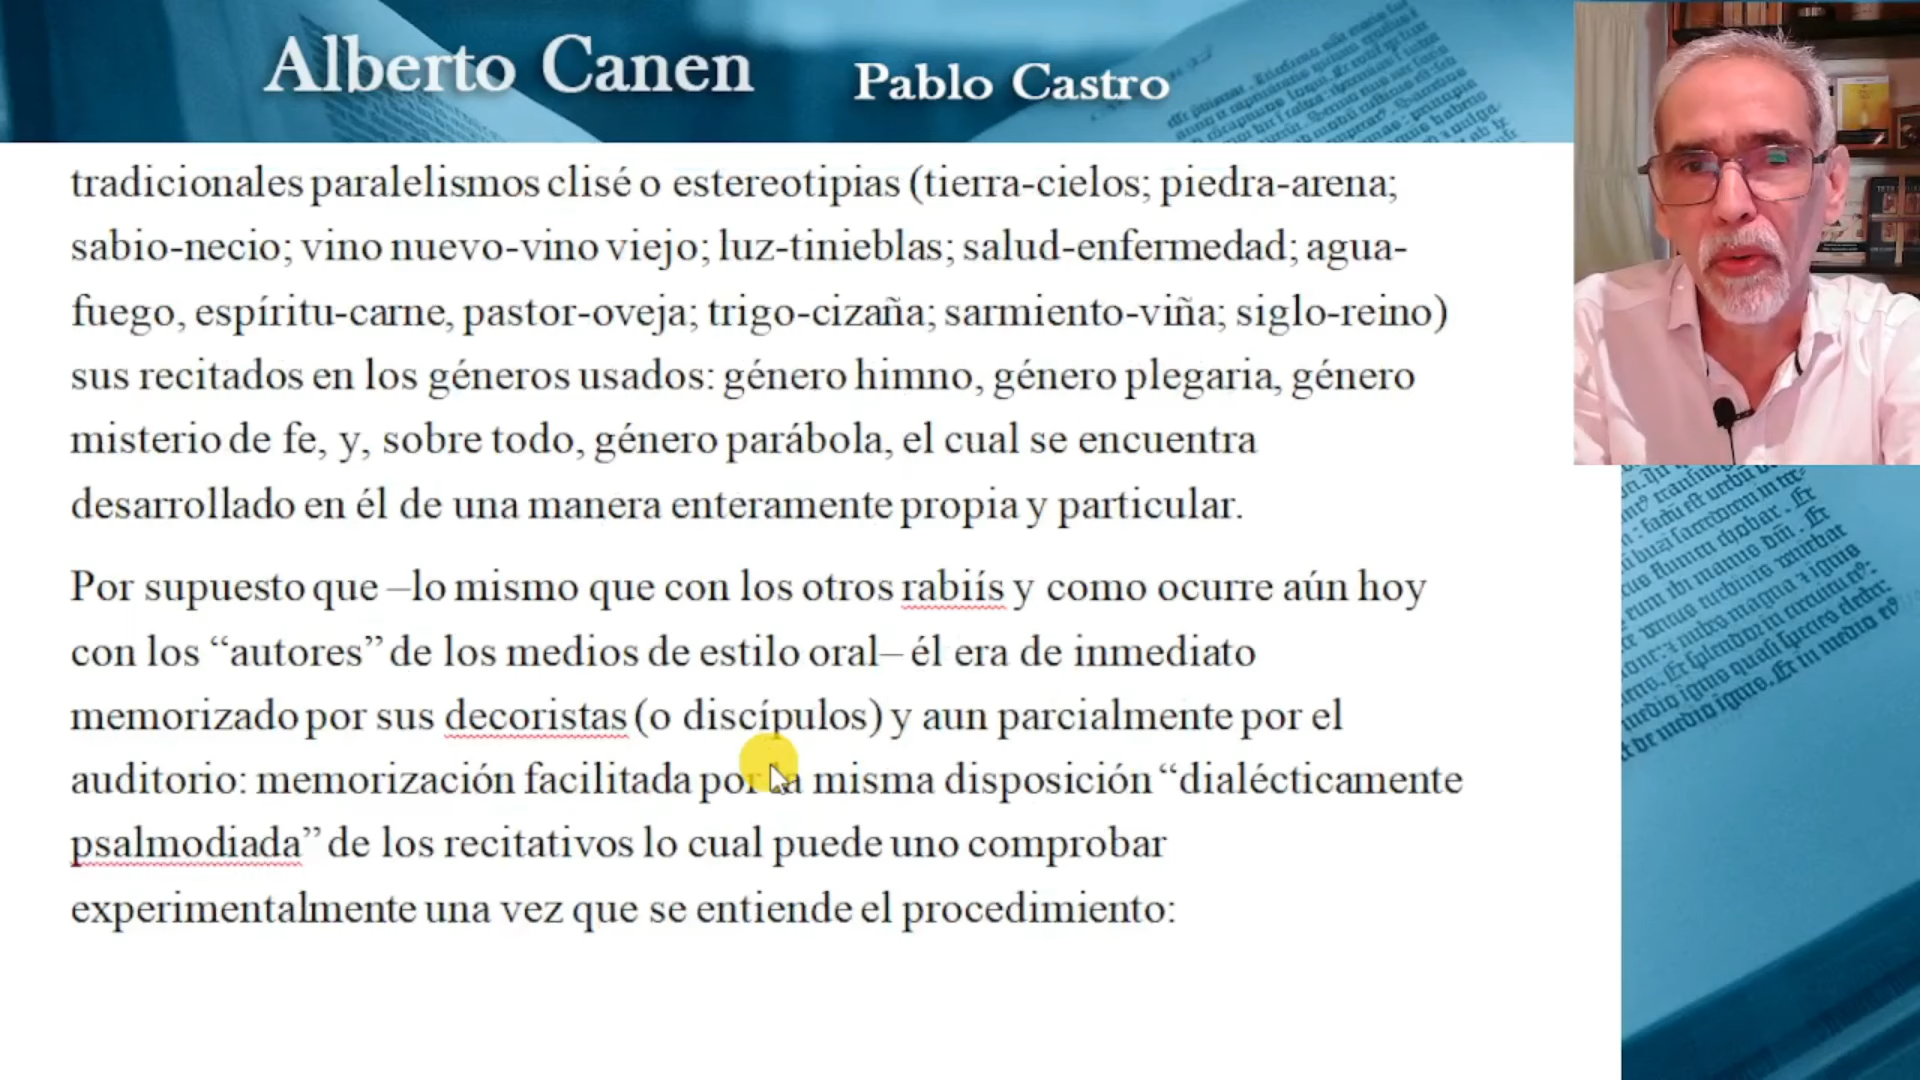 Alberto Canen Pablo Castro
tradicionales paralelismos clisé o estereotipias (tierra-cielos; piedra-arena;
sabio-necio; vino nuevo-vino viejo; luz-tinieblas; salud-enfermedad; agua-
fuego, espíritu-carne, pastor-oveja; trigo-cizaña; sarmiento-viña; siglo-reino)
sus recitados en los géneros usados: género himno, género plegaria, género
misterio de fe, y, sobre todo, género parábola, el cual se encuentra
desarrollado en él de una manera enteramente propia y particular.
Por supuesto que –lo mismo que con los otros rabiís y como ocurre aún hoy
con los “autores” de los medios de estilo oral– él era de inmediato
memorizado por sus decoristas (o discípulos) y aun parcialmente por el
auditorio: memorización facilitada por la misma disposición “dialécticamente
psalmodiada” de los recitativos lo cual puede uno comprobar
experimentalmente una vez que se entiende el procedimiento: